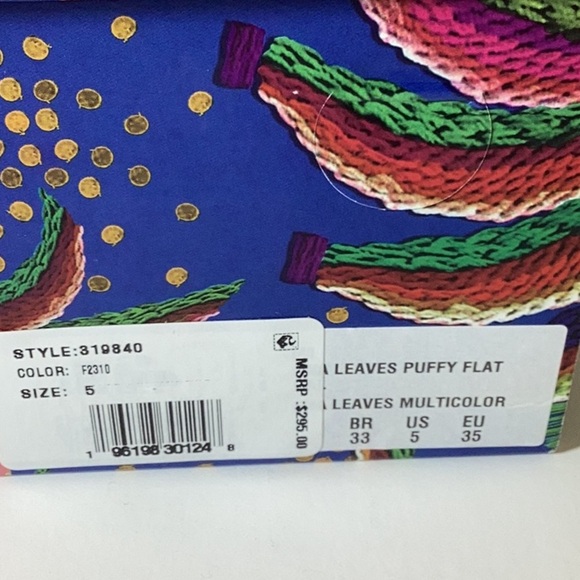 STYLE:319840
COLOR: F2310
SIZE: 5
MSRP :$295.00
1 96198 30124 8
LEAVES PUFFY FLAT
LEAVES MULTICOLOR
BR US EU
33 5 35